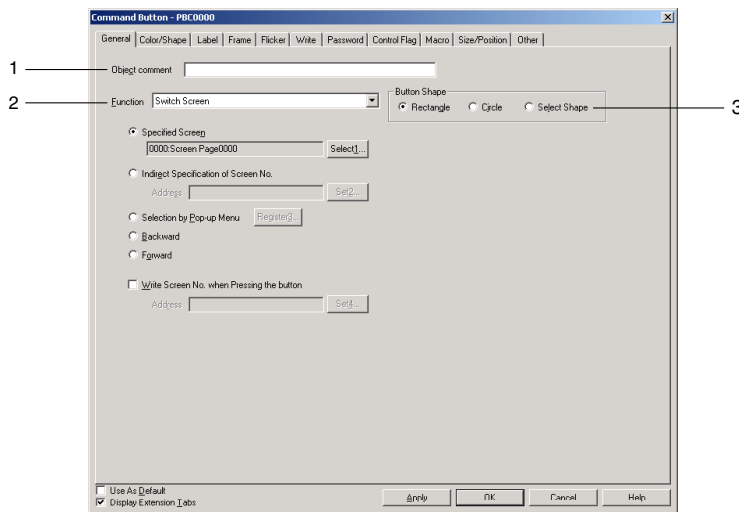 Command Button - PBC0000
General Color/Shape Label Frame Flicker Write Password Control Flag Macro Size/Position Other
1 Object comment
2 Function Switch Screen
Button Shape
Rectangle Circle Select Shape 3
Specified Screen
0000:Screen Page0000 Select1...
Indirect Specification of Screen No.
Address Set2...
Selection by Pop-up Menu Register3...
Backward
Forward
Write Screen No. when Pressing the button
Address Set4...
Use As Default
Display Extension Tabs
Apply OK Cancel Help